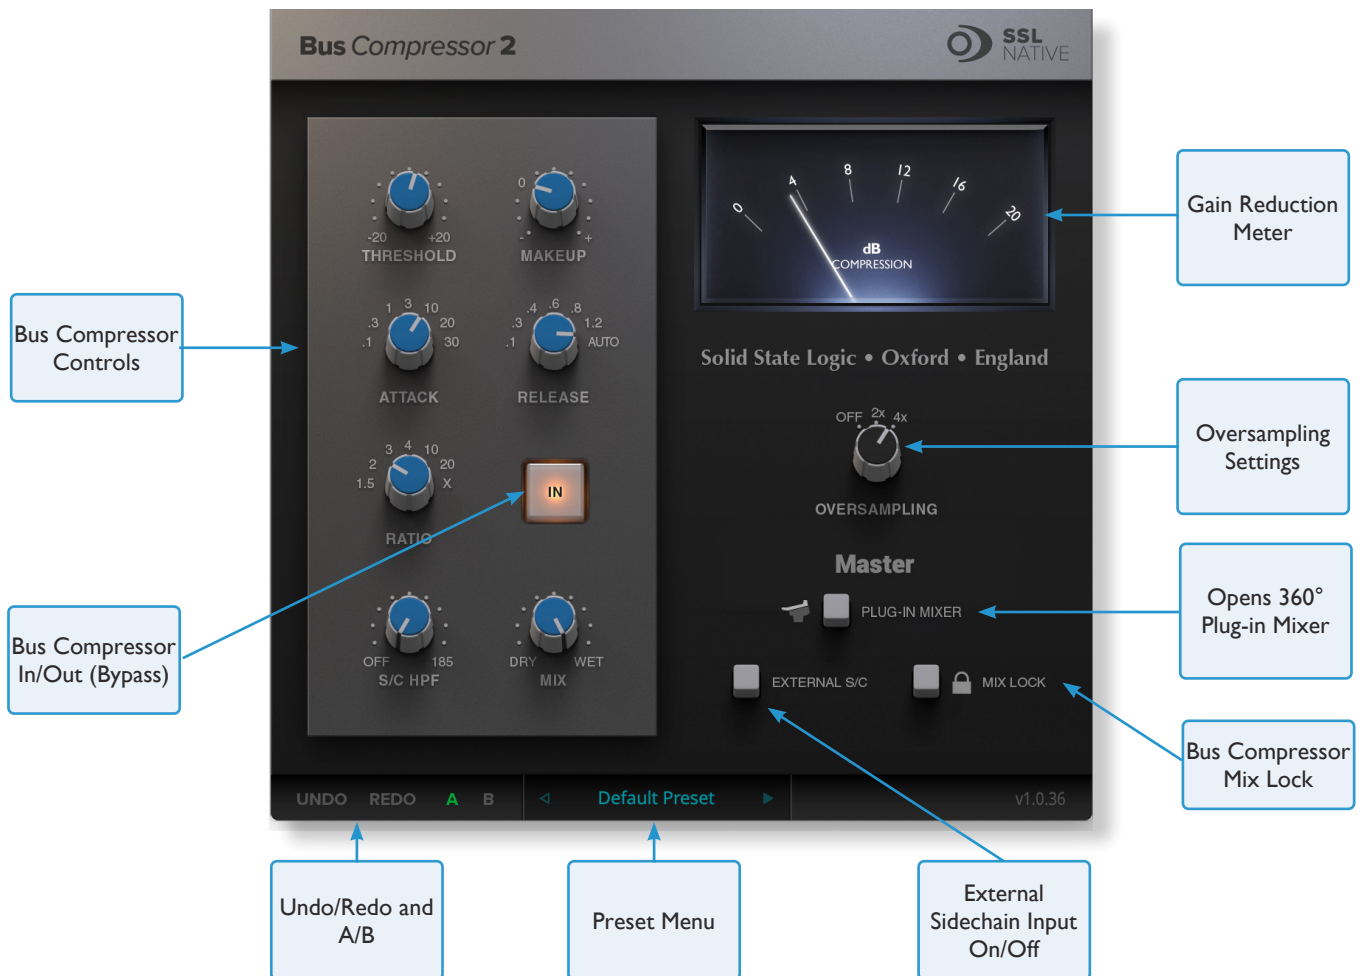 Bus Compressor 2
SSL
NATIVE
-20 +20
THRESHOLD
0
- +
MAKEUP
.1 .3 1 3 10 20 30
ATTACK
.1 .3 .4 .6 .8 1.2 AUTO
RELEASE
1.5 2 3 4 10 20 X
RATIO
IN
OFF 185
S/C HPF
DRY WET
MIX
0 4 8 12 16 20
dB
COMPRESSION
Solid State Logic • Oxford • England
OFF 2x 4x
OVERSAMPLING
Master
PLUG-IN MIXER
EXTERNAL S/C
MIX LOCK
UNDO REDO A B
Default Preset
v1.0.36
Bus Compressor
Controls
Bus Compressor
In/Out (Bypass)
Undo/Redo and
A/B
Preset Menu
External
Sidechain Input
On/Off
Gain Reduction
Meter
Oversampling
Settings
Opens 360°
Plug-in Mixer
Bus Compressor
Mix Lock